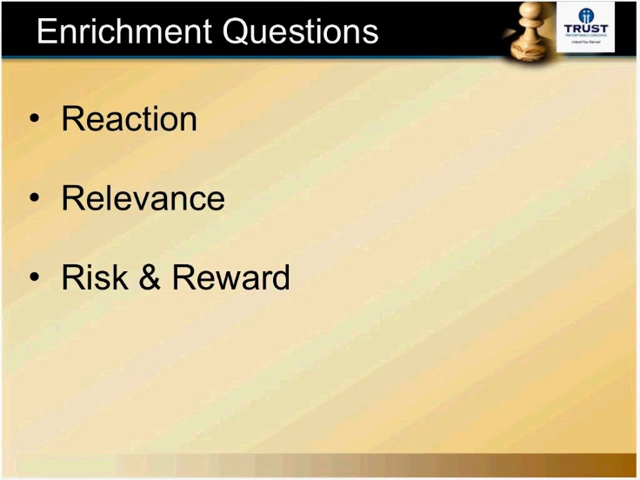 Enrichment Questions
TRUST
• Reaction
• Relevance
• Risk & Reward